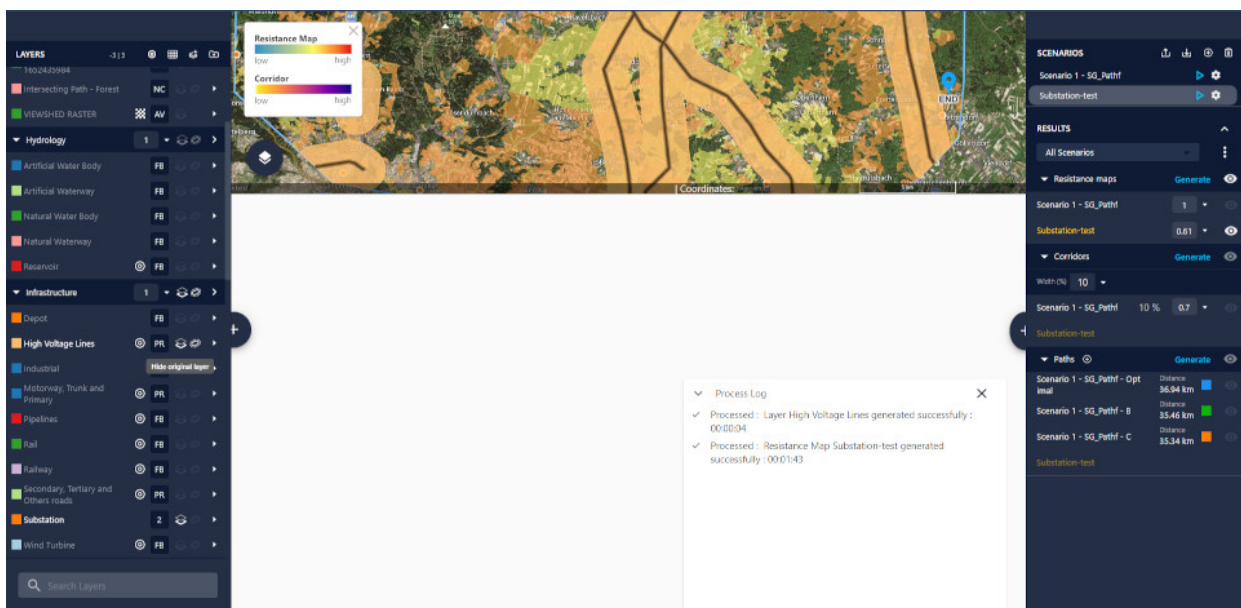 LAYERS -3|3
1652435984
Intersecting Path - Forest NC
VIEWSHED RASTER AV
Hydrology 1
Artificial Water Body FB
Artificial Waterway FB
Natural Water Body FB
Natural Waterway FB
Reservoir FB
Infrastructure 1
Depot FB
High Voltage Lines PR
Industrial
Hide original layer
Motorway, Trunk and
Primary PR
Pipelines FB
Rail FB
Railway FB
Secondary, Tertiary and
Others roads PR
Substation 2
Wind Turbine FB
Search Layers
Resistance Map
low high
Corridor
low high
END
| Coordinates:
5 km
Process Log
Processed : Layer High Voltage Lines generated successfully :
00:00:04
Processed : Resistance Map Substation-test generated
successfully : 00:01:43
SCENARIOS
Scenario 1 - SG_Pathf
Substation-test
RESULTS
All Scenarios
Resistance maps Generate
Scenario 1 - SG_Pathf 1
Substation-test 0.61
Corridors Generate
Width (%) 10
Scenario 1 - SG_Pathf 10 % 0.7
Substation-test
Paths Generate
Scenario 1 - SG_Pathf - Opt
imal
Distance
36.94 km
Scenario 1 - SG_Pathf - B
Distance
35.46 km
Scenario 1 - SG_Pathf - C
Distance
35.34 km
Substation-test